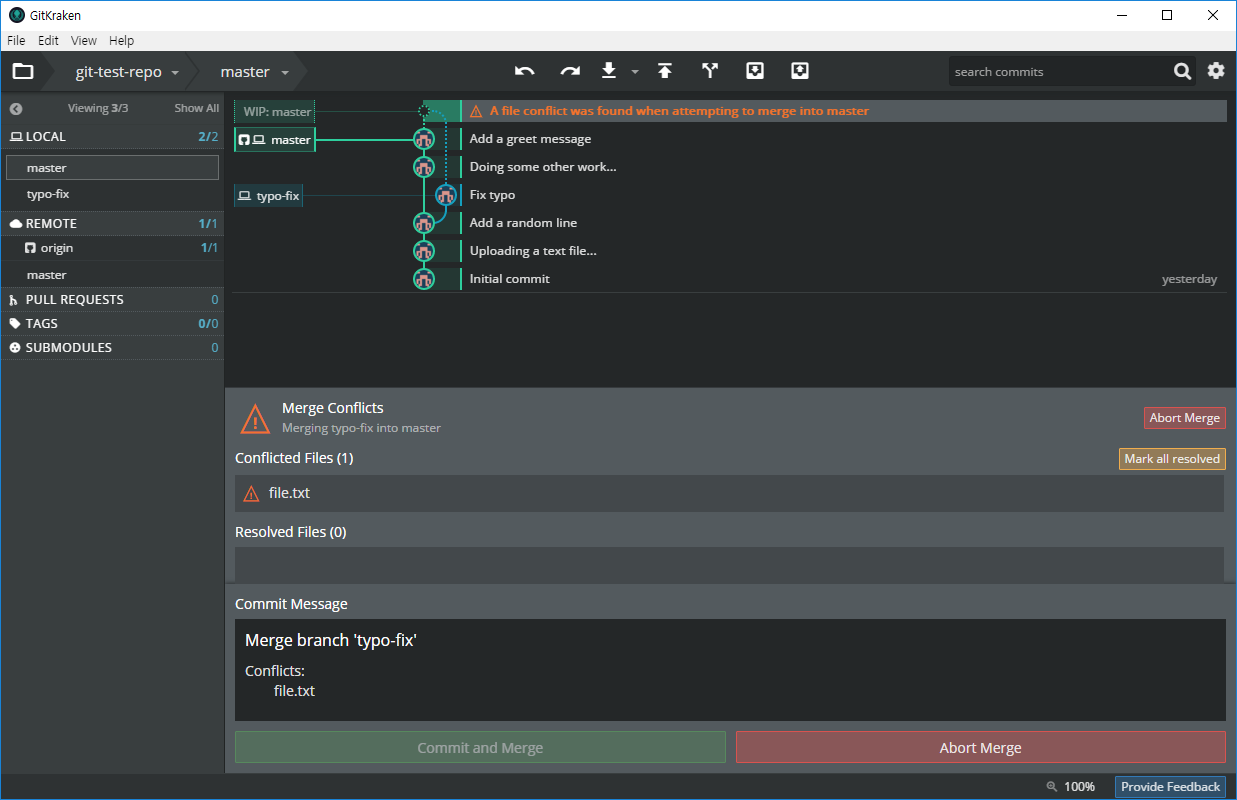 GitKraken
File Edit View Help
git-test-repo master search commits
Viewing 3/3 Show All
LOCAL 2/2
master
typo-fix
REMOTE 1/1
origin 1/1
master
PULL REQUESTS 0
TAGS 0/0
SUBMODULES 0
WIP: master A file conflict was found when attempting to merge into master
master Add a greet message
Doing some other work...
typo-fix Fix typo
Add a random line
Uploading a text file...
Initial commit yesterday
Merge Conflicts
Merging typo-fix into master
Abort Merge
Conflicted Files (1)
Mark all resolved
file.txt
Resolved Files (0)
Commit Message
Merge branch 'typo-fix'
Conflicts:
file.txt
Commit and Merge Abort Merge
100% Provide Feedback